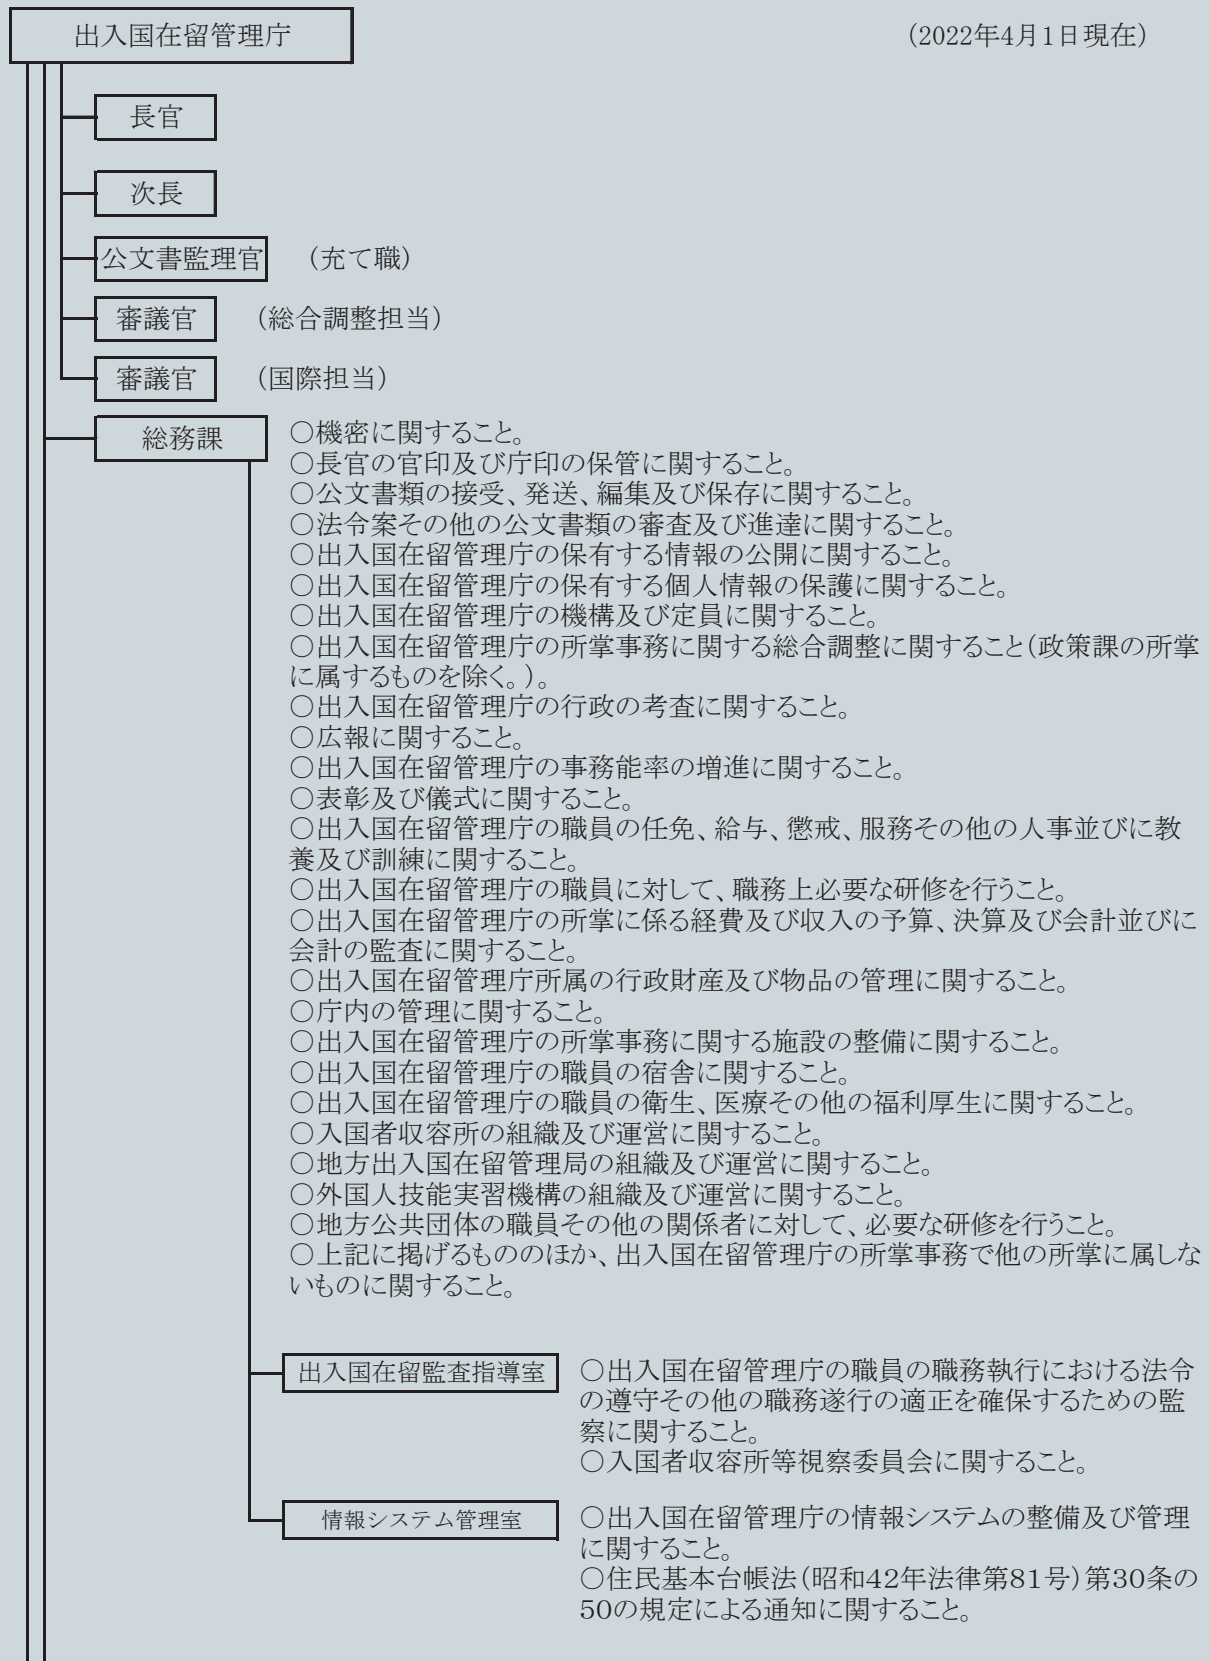 出入国在留管理庁
(2022年4月1日現在)
長官
次長
公文書監理官 (充て職)
審議官 (総合調整担当)
審議官 (国際担当)
総務課
○機密に関すること。
○長官の官印及び庁印の保管に関すること。
○公文書類の接受、発送、編集及び保存に関すること。
○法令案その他の公文書類の審査及び進達に関すること。
○出入国在留管理庁の保有する情報の公開に関すること。
○出入国在留管理庁の保有する個人情報の保護に関すること。
○出入国在留管理庁の機構及び定員に関すること。
○出入国在留管理庁の所掌事務に関する総合調整に関すること(政策課の所掌
に属するものを除く。)。
○出入国在留管理庁の行政の考査に関すること。
○広報に関すること。
○出入国在留管理庁の事務能率の増進に関すること。
○表彰及び儀式に関すること。
○出入国在留管理庁の職員の任免、給与、懲戒、服務その他の人事並びに教
養及び訓練に関すること。
○出入国在留管理庁の職員に対して、職務上必要な研修を行うこと。
○出入国在留管理庁の所掌に係る経費及び収入の予算、決算及び会計並びに
会計の監査に関すること。
○出入国在留管理庁所属の行政財産及び物品の管理に関すること。
○庁内の管理に関すること。
○出入国在留管理庁の所掌事務に関する施設の整備に関すること。
○出入国在留管理庁の職員の宿舎に関すること。
○出入国在留管理庁の職員の衛生、医療その他の福利厚生に関すること。
○入国者収容所の組織及び運営に関すること。
○地方出入国在留管理局の組織及び運営に関すること。
○外国人技能実習機構の組織及び運営に関すること。
○地方公共団体の職員その他の関係者に対して、必要な研修を行うこと。
○上記に掲げるもののほか、出入国在留管理庁の所掌事務で他の所掌に属しな
いものに関すること。
出入国在留監査指導室
○出入国在留管理庁の職員の職務執行における法令
の遵守その他の職務遂行の適正を確保するための監
察に関すること。
○入国者収容所等視察委員会に関すること。
情報システム管理室
○出入国在留管理庁の情報システムの整備及び管理
に関すること。
○住民基本台帳法(昭和42年法律第81号)第30条の
50の規定による通知に関すること。